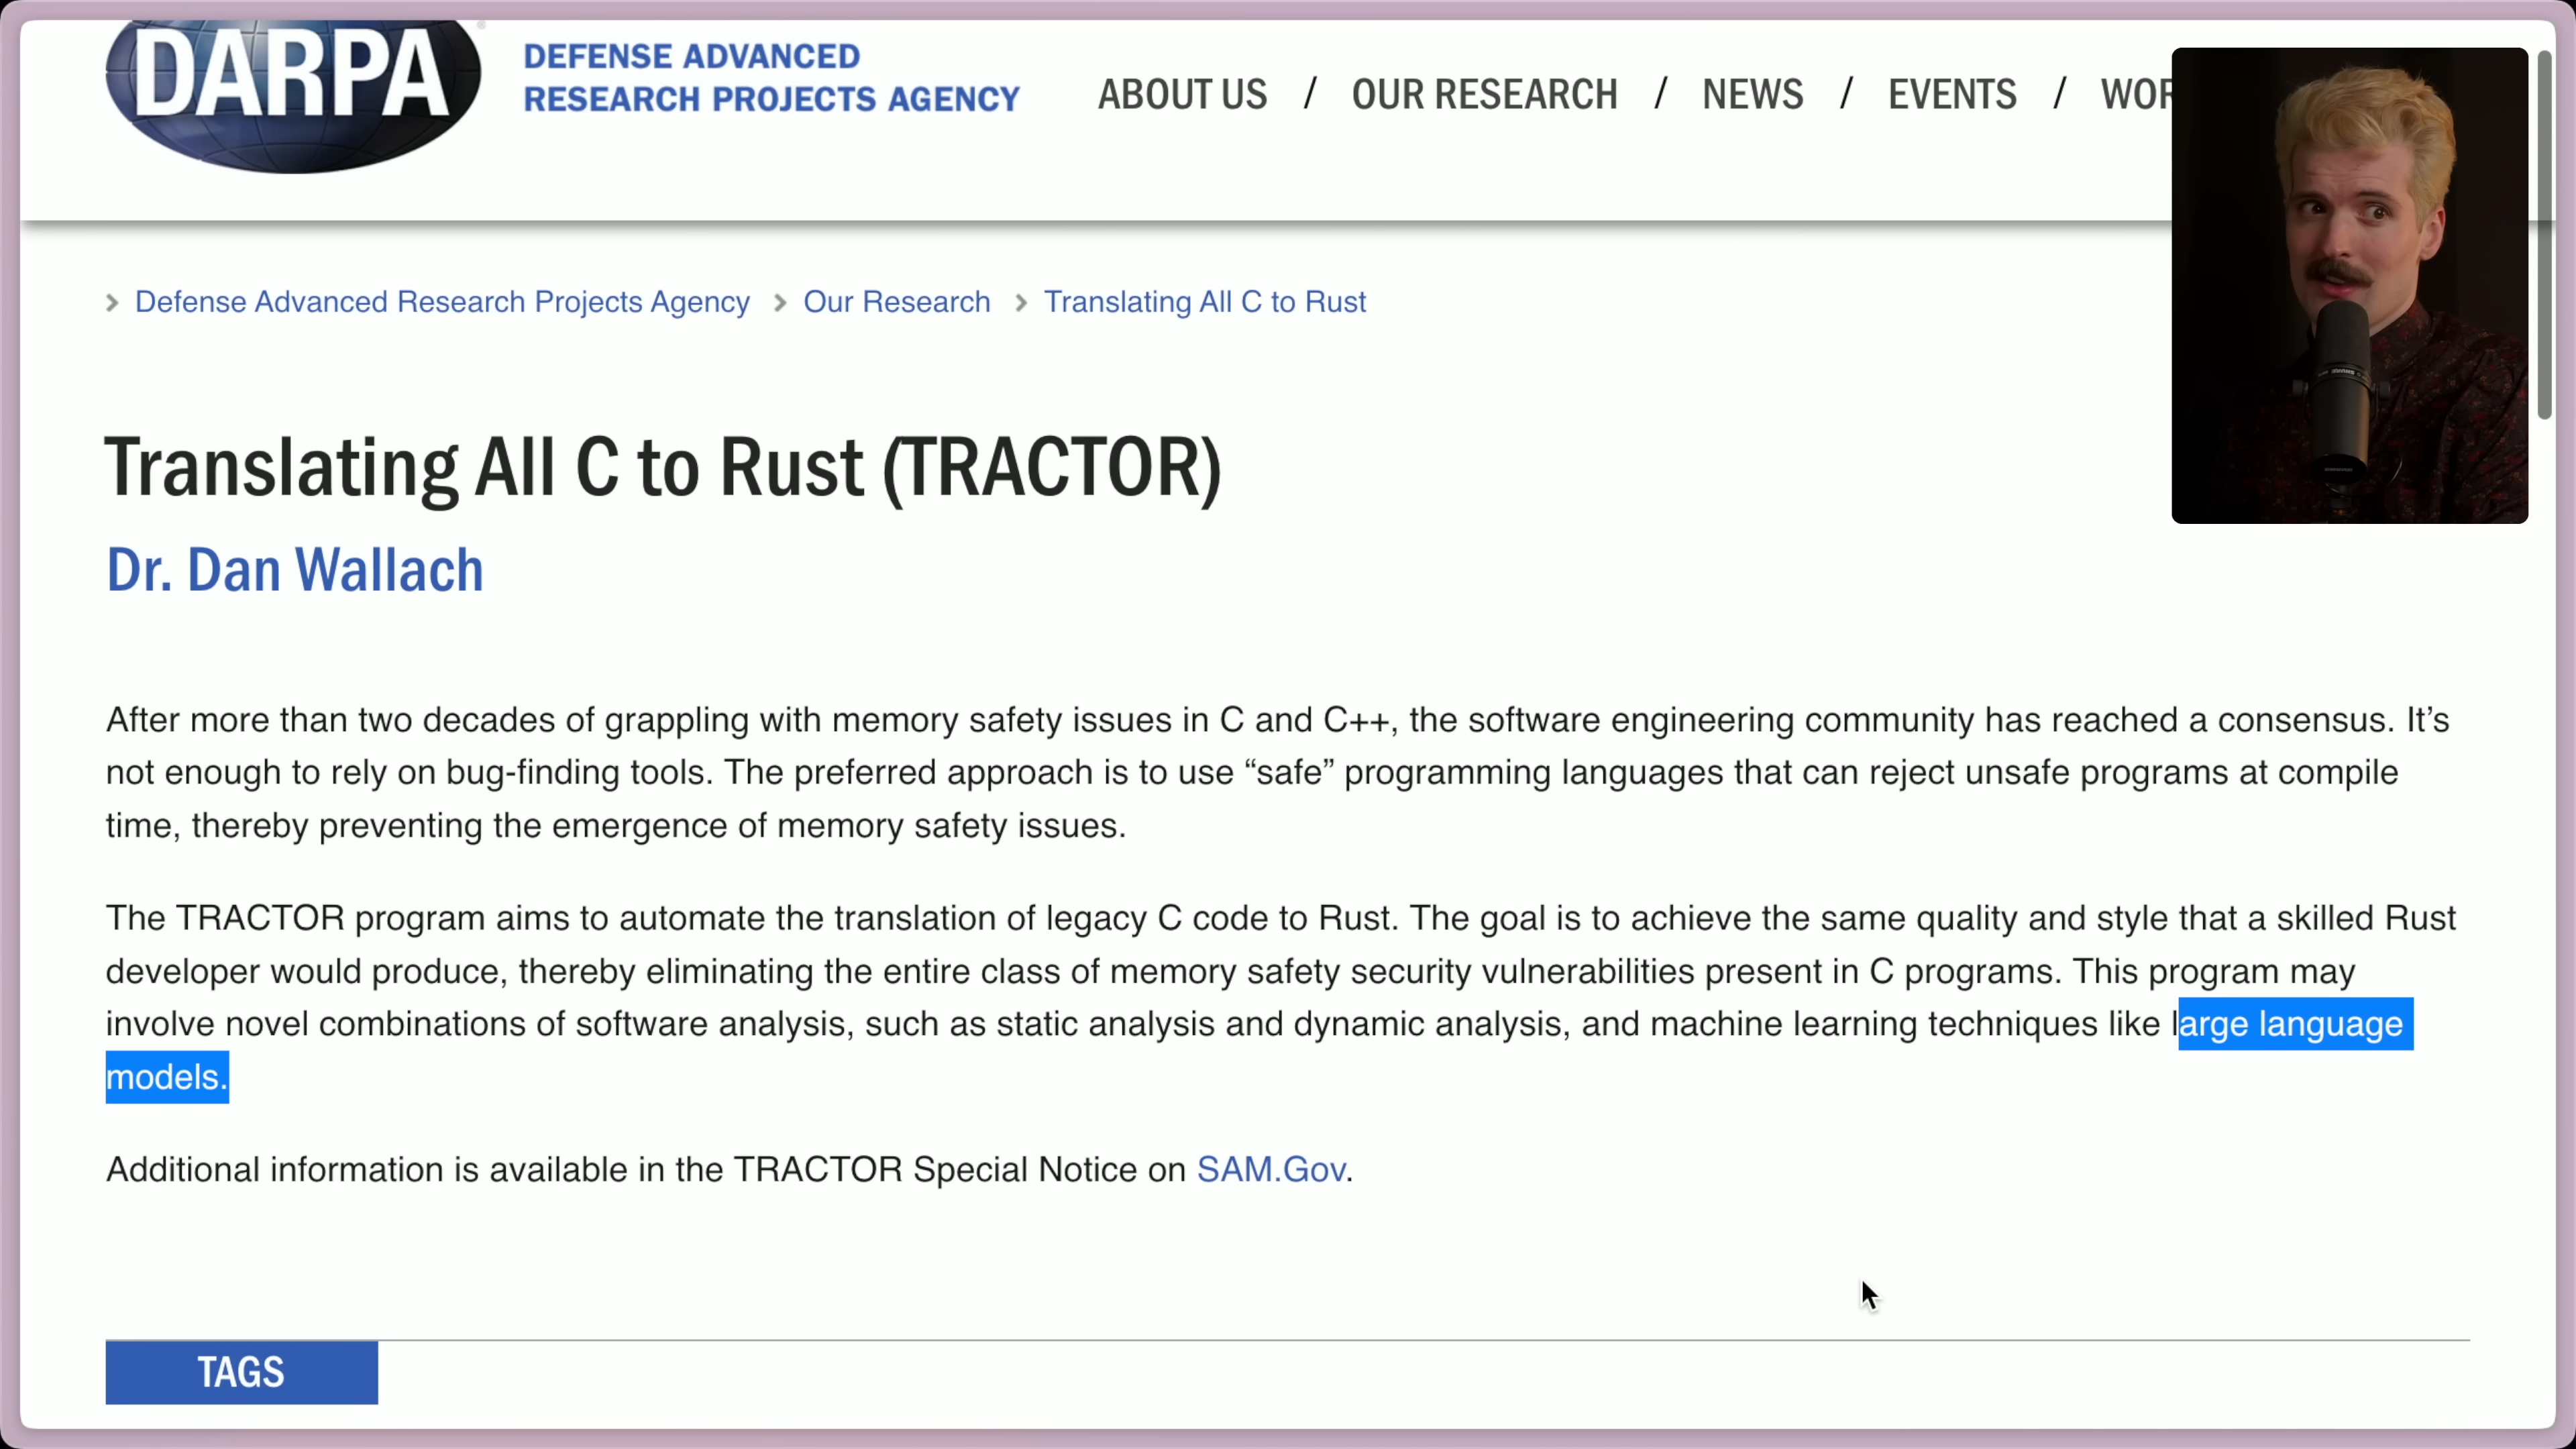 DARPA
DEFENSE ADVANCED
RESEARCH PROJECTS AGENCY
ABOUT US / OUR RESEARCH / NEWS / EVENTS / WOR
> Defense Advanced Research Projects Agency > Our Research > Translating All C to Rust
Translating All C to Rust (TRACTOR)
Dr. Dan Wallach
After more than two decades of grappling with memory safety issues in C and C++, the software engineering community has reached a consensus. It’s
not enough to rely on bug-finding tools. The preferred approach is to use “safe” programming languages that can reject unsafe programs at compile
time, thereby preventing the emergence of memory safety issues.
The TRACTOR program aims to automate the translation of legacy C code to Rust. The goal is to achieve the same quality and style that a skilled Rust
developer would produce, thereby eliminating the entire class of memory safety security vulnerabilities present in C programs. This program may
involve novel combinations of software analysis, such as static analysis and dynamic analysis, and machine learning techniques like large language
models.
Additional information is available in the TRACTOR Special Notice on SAM.Gov.
TAGS